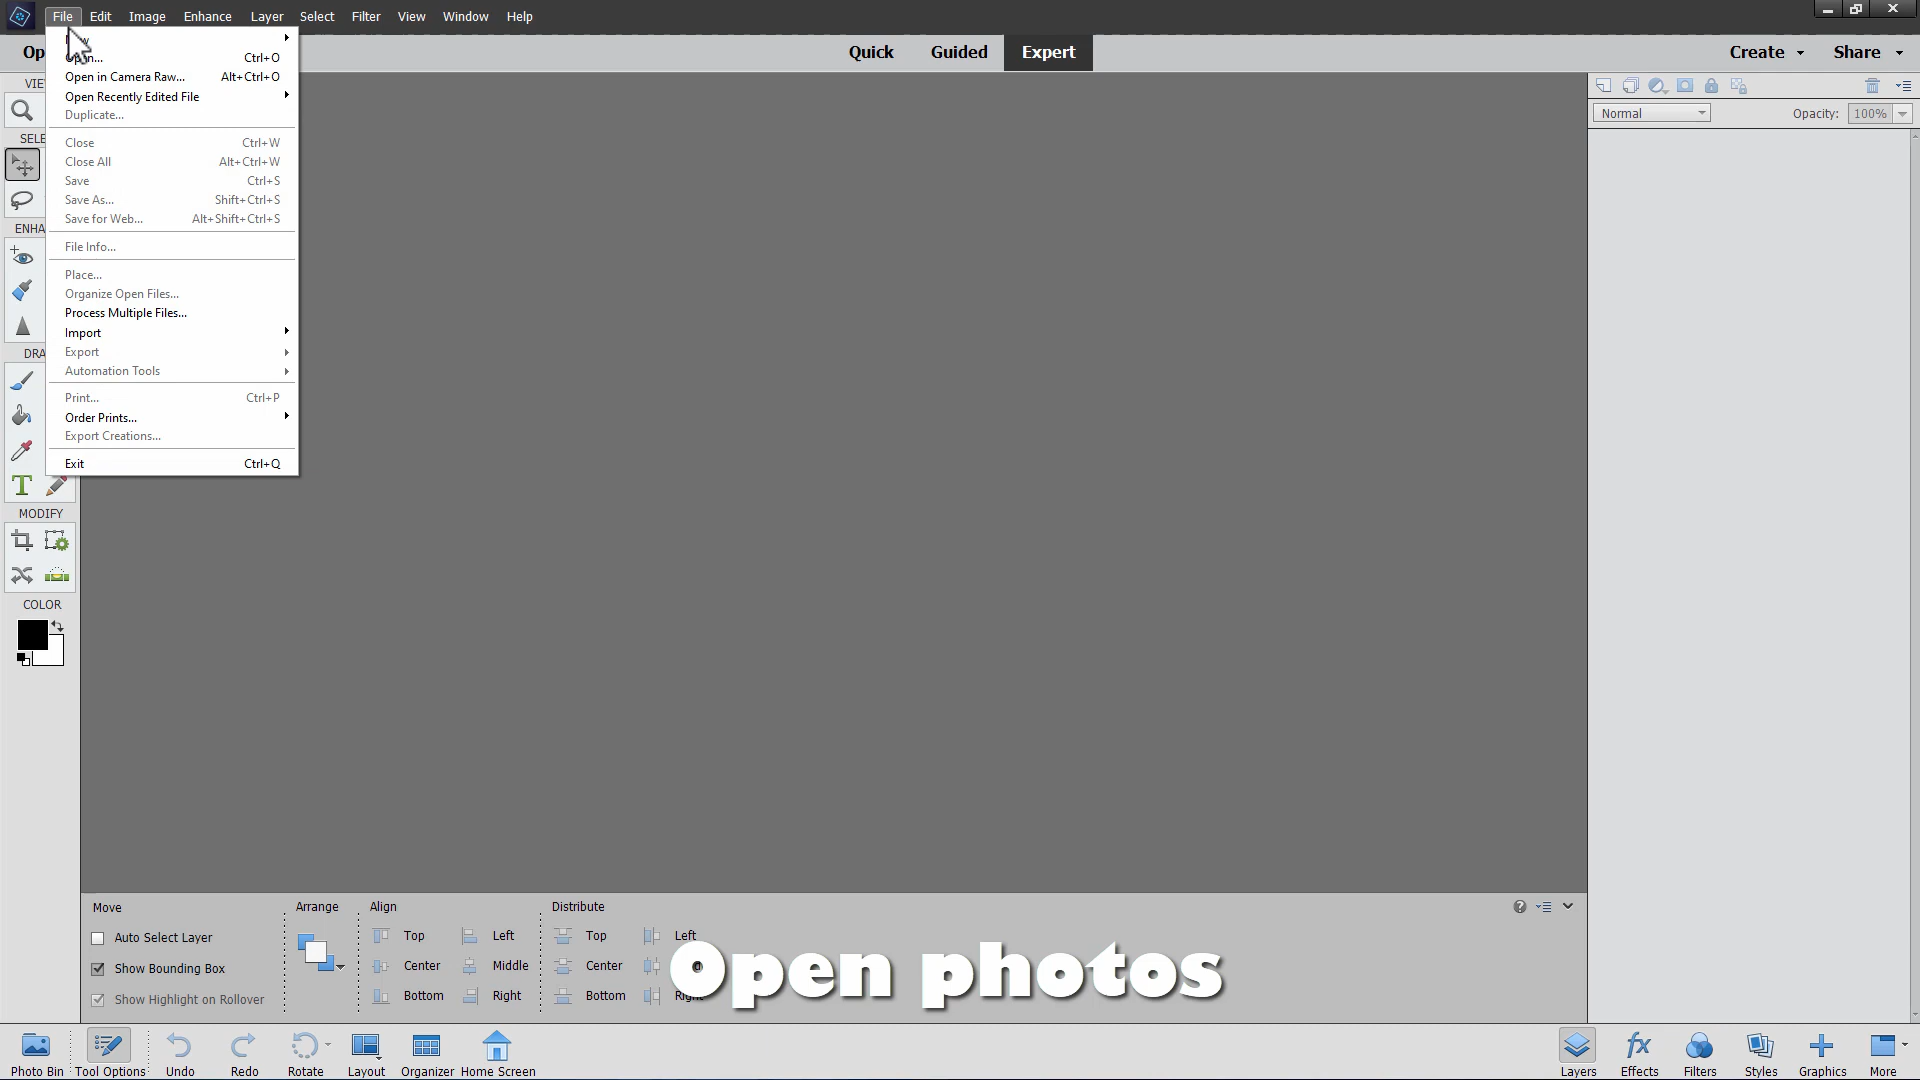 File Edit Image Enhance Layer Select Filter View Window Help
Quick Guided Expert Create Share
Ctrl+O
Open in Camera Raw... Alt+Ctrl+O
Open Recently Edited File
Duplicate...
Close Ctrl+W
Close All Alt+Ctrl+W
Save Ctrl+S
Save As... Shift+Ctrl+S
Save for Web... Alt+Shift+Ctrl+S
File Info...
Place...
Organize Open Files...
Process Multiple Files...
Import
Export
Automation Tools
Print... Ctrl+P
Order Prints...
Export Creations...
Exit Ctrl+Q
T
MODIFY
COLOR
Normal Opacity: 100%
Move Arrange Align Distribute
Auto Select Layer Top Left Top Left
Show Bounding Box Center Middle Center
Show Highlight on Rollover Bottom Right Bottom
Open photos
Photo Bin Tool Options Undo Redo Rotate Layout Organizer Home Screen
fx
Layers Effects Filters Styles Graphics More